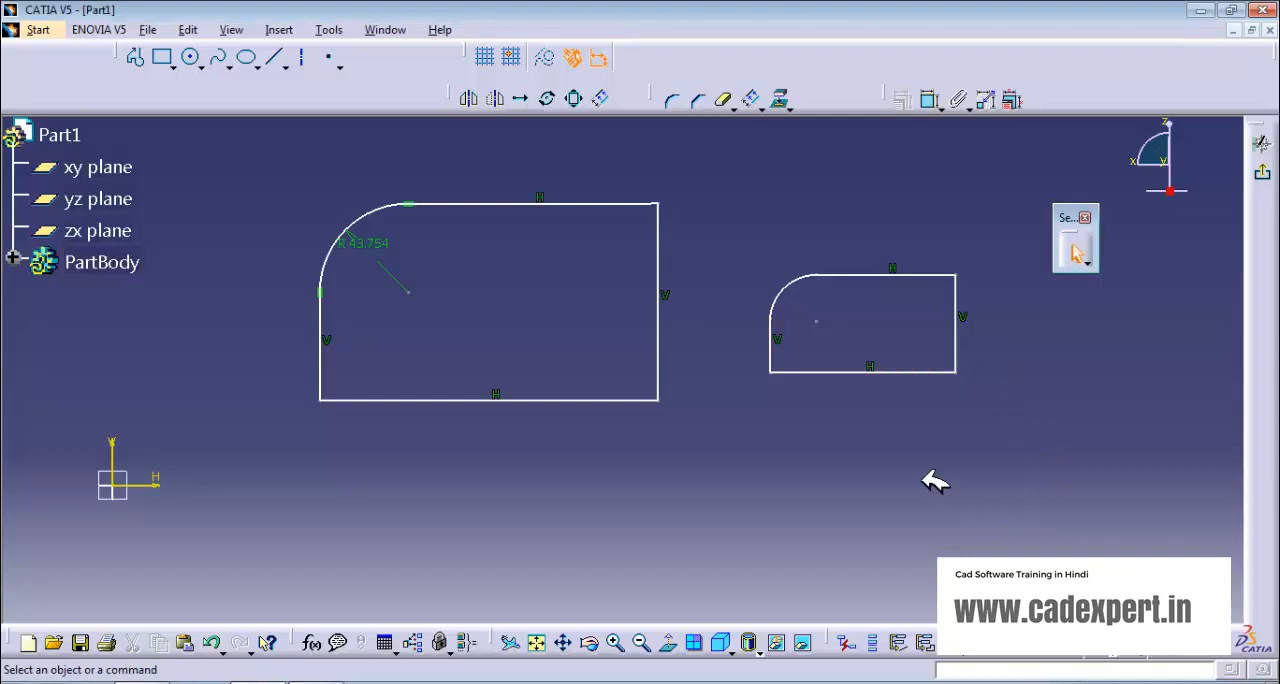 CATIA V5 - [Part1]
Start ENOVIA V5 File Edit View Insert Tools Window Help
Part1
xy plane
yz plane
zx plane
PartBody
z
x y
Se...
H
R 43.754
V
V
H
H
V
V
H
V
H
Cad Software Training in Hindi
www.cadexpert.in
f(x)
CATIA
Select an object or a command